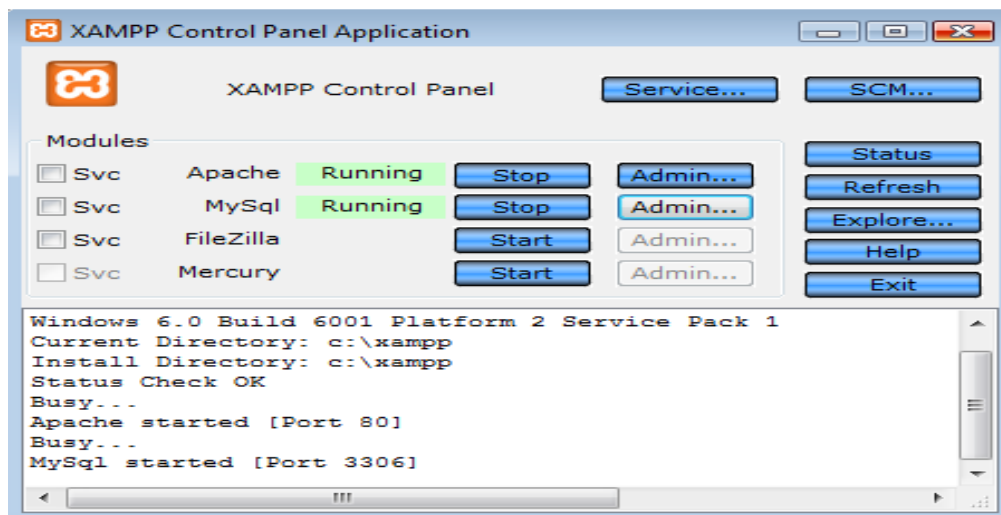 XAMPP Control Panel Application
XAMPP Control Panel Service... SCM...
Modules
Svc Apache Running Stop Admin...
Svc MySql Running Stop Admin...
Svc FileZilla Start Admin...
Svc Mercury Start Admin...
Status
Refresh
Explore...
Help
Exit
Windows 6.0 Build 6001 Platform 2 Service Pack 1
Current Directory: c:\xampp
Install Directory: c:\xampp
Status Check OK
Busy...
Apache started [Port 80]
Busy...
MySql started [Port 3306]